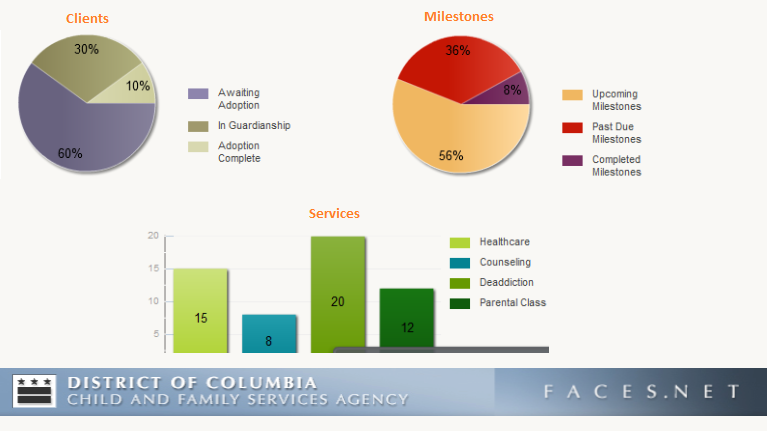 Clients
30%
10%
60%
Awaiting
Adoption
In Guardianship
Adoption
Complete
Milestones
36%
8%
56%
Upcoming
Milestones
Past Due
Milestones
Completed
Milestones
Services
20
15
10
5
15
8
20
12
Healthcare
Counseling
Deaddiction
Parental Class
DISTRICT OF COLUMBIA
CHILD AND FAMILY SERVICES AGENCY
FACES.NET